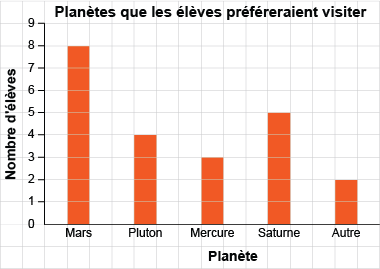 Planètes que les élèves préféreraient visiter
Nombre d'élèves
9
8
7
6
5
4
3
2
1
0
Mars Pluton Mercure Saturne Autre
Planète